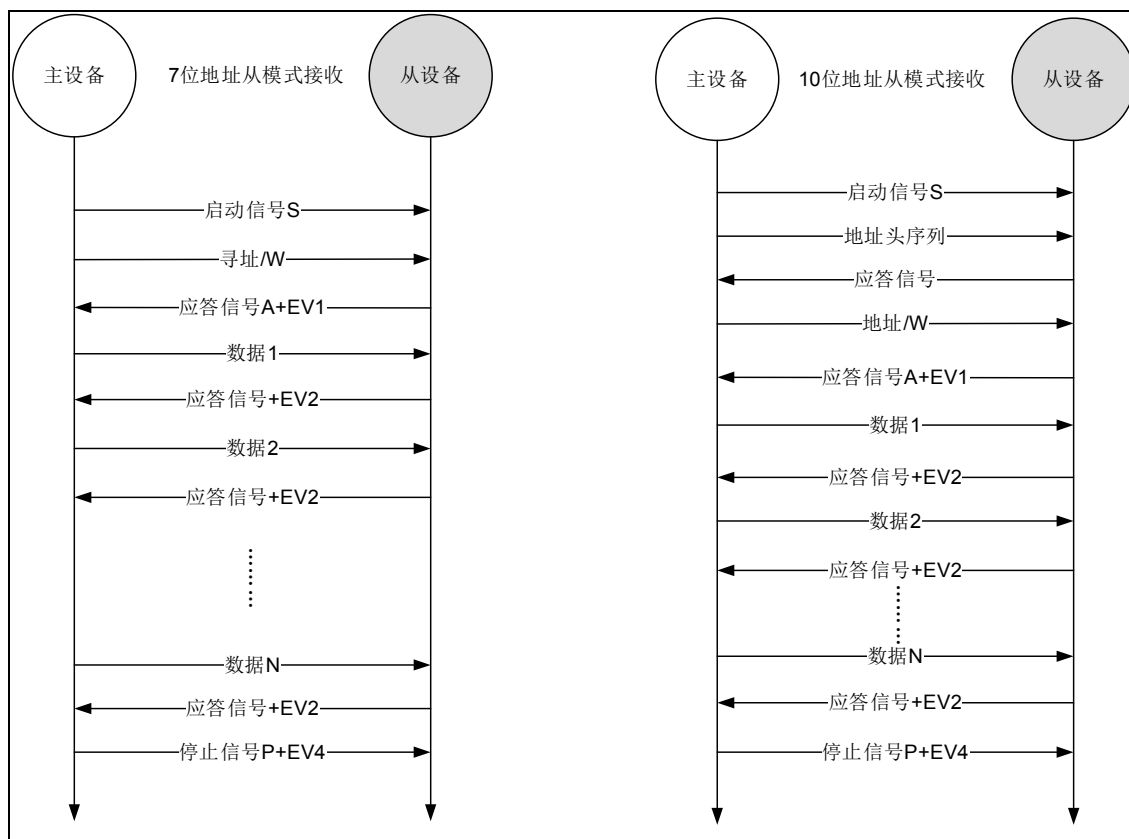 主设备
7位地址从模式接收
从设备
启动信号S
寻址/W
应答信号A+EV1
数据1
应答信号+EV2
数据2
应答信号+EV2
数据N
应答信号+EV2
停止信号P+EV4
主设备
10位地址从模式接收
从设备
启动信号S
地址头序列
应答信号
地址/W
应答信号A+EV1
数据1
应答信号+EV2
数据2
应答信号+EV2
数据N
应答信号+EV2
停止信号P+EV4